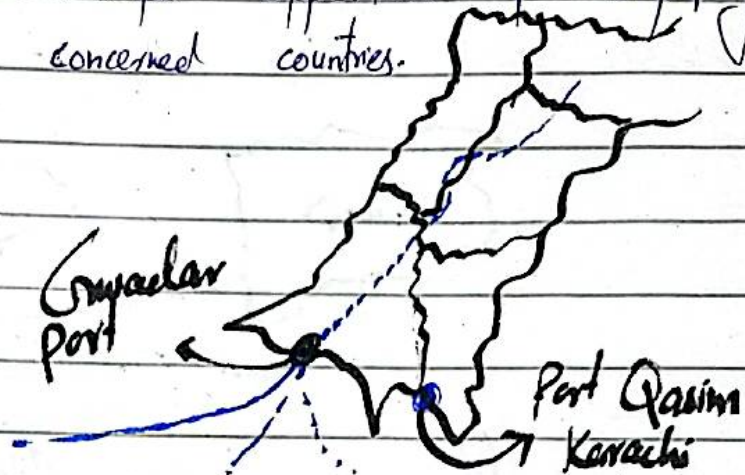 concerned countries.
Gwadar
Port
Port Qasim
Karachi